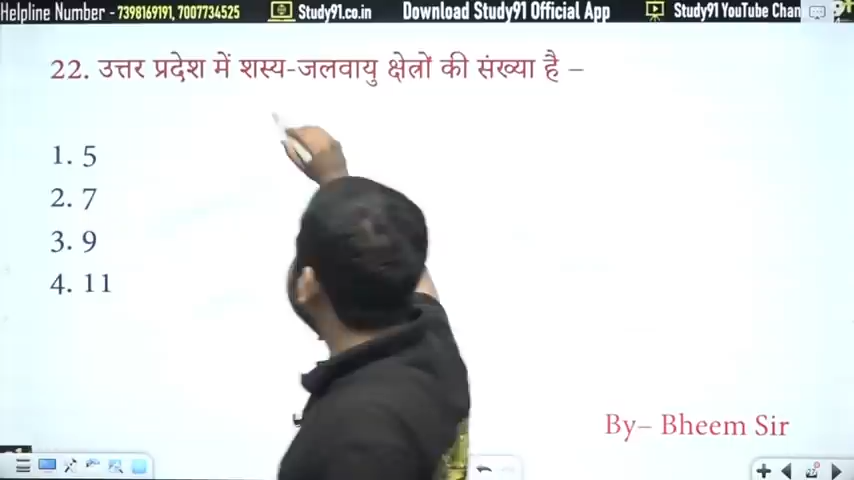 Helpline Number - 7398169191, 7007734525 Study91.co.in Download Study91 Official App Study91 YouTube Chan
22. उत्तर प्रदेश में शस्य-जलवायु क्षेत्रों की संख्या है –
1. 5
2. 7
3. 9
4. 11
By– Bheem Sir